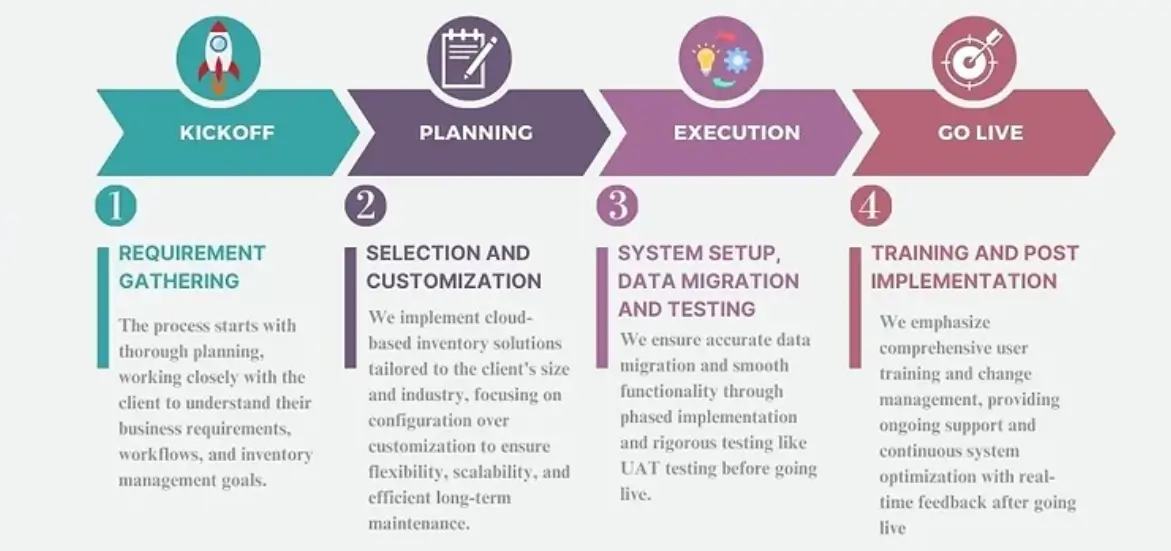 KICKOFF
PLANNING
EXECUTION
GO LIVE
1
REQUIREMENT
GATHERING
The process starts with
thorough planning,
working closely with the
client to understand their
business requirements,
workflows, and inventory
management goals.
2
SELECTION AND
CUSTOMIZATION
We implement cloud-
based inventory solutions
tailored to the client's size
and industry, focusing on
configuration over
customization to ensure
flexibility, scalability, and
efficient long-term
maintenance.
3
SYSTEM SETUP,
DATA MIGRATION
AND TESTING
We ensure accurate data
migration and smooth
functionality through
phased implementation
and rigorous testing like
UAT testing before going
live.
4
TRAINING AND POST
IMPLEMENTATION
We emphasize
comprehensive user
training and change
management, providing
ongoing support and
continuous system
optimization with real-
time feedback after going
live